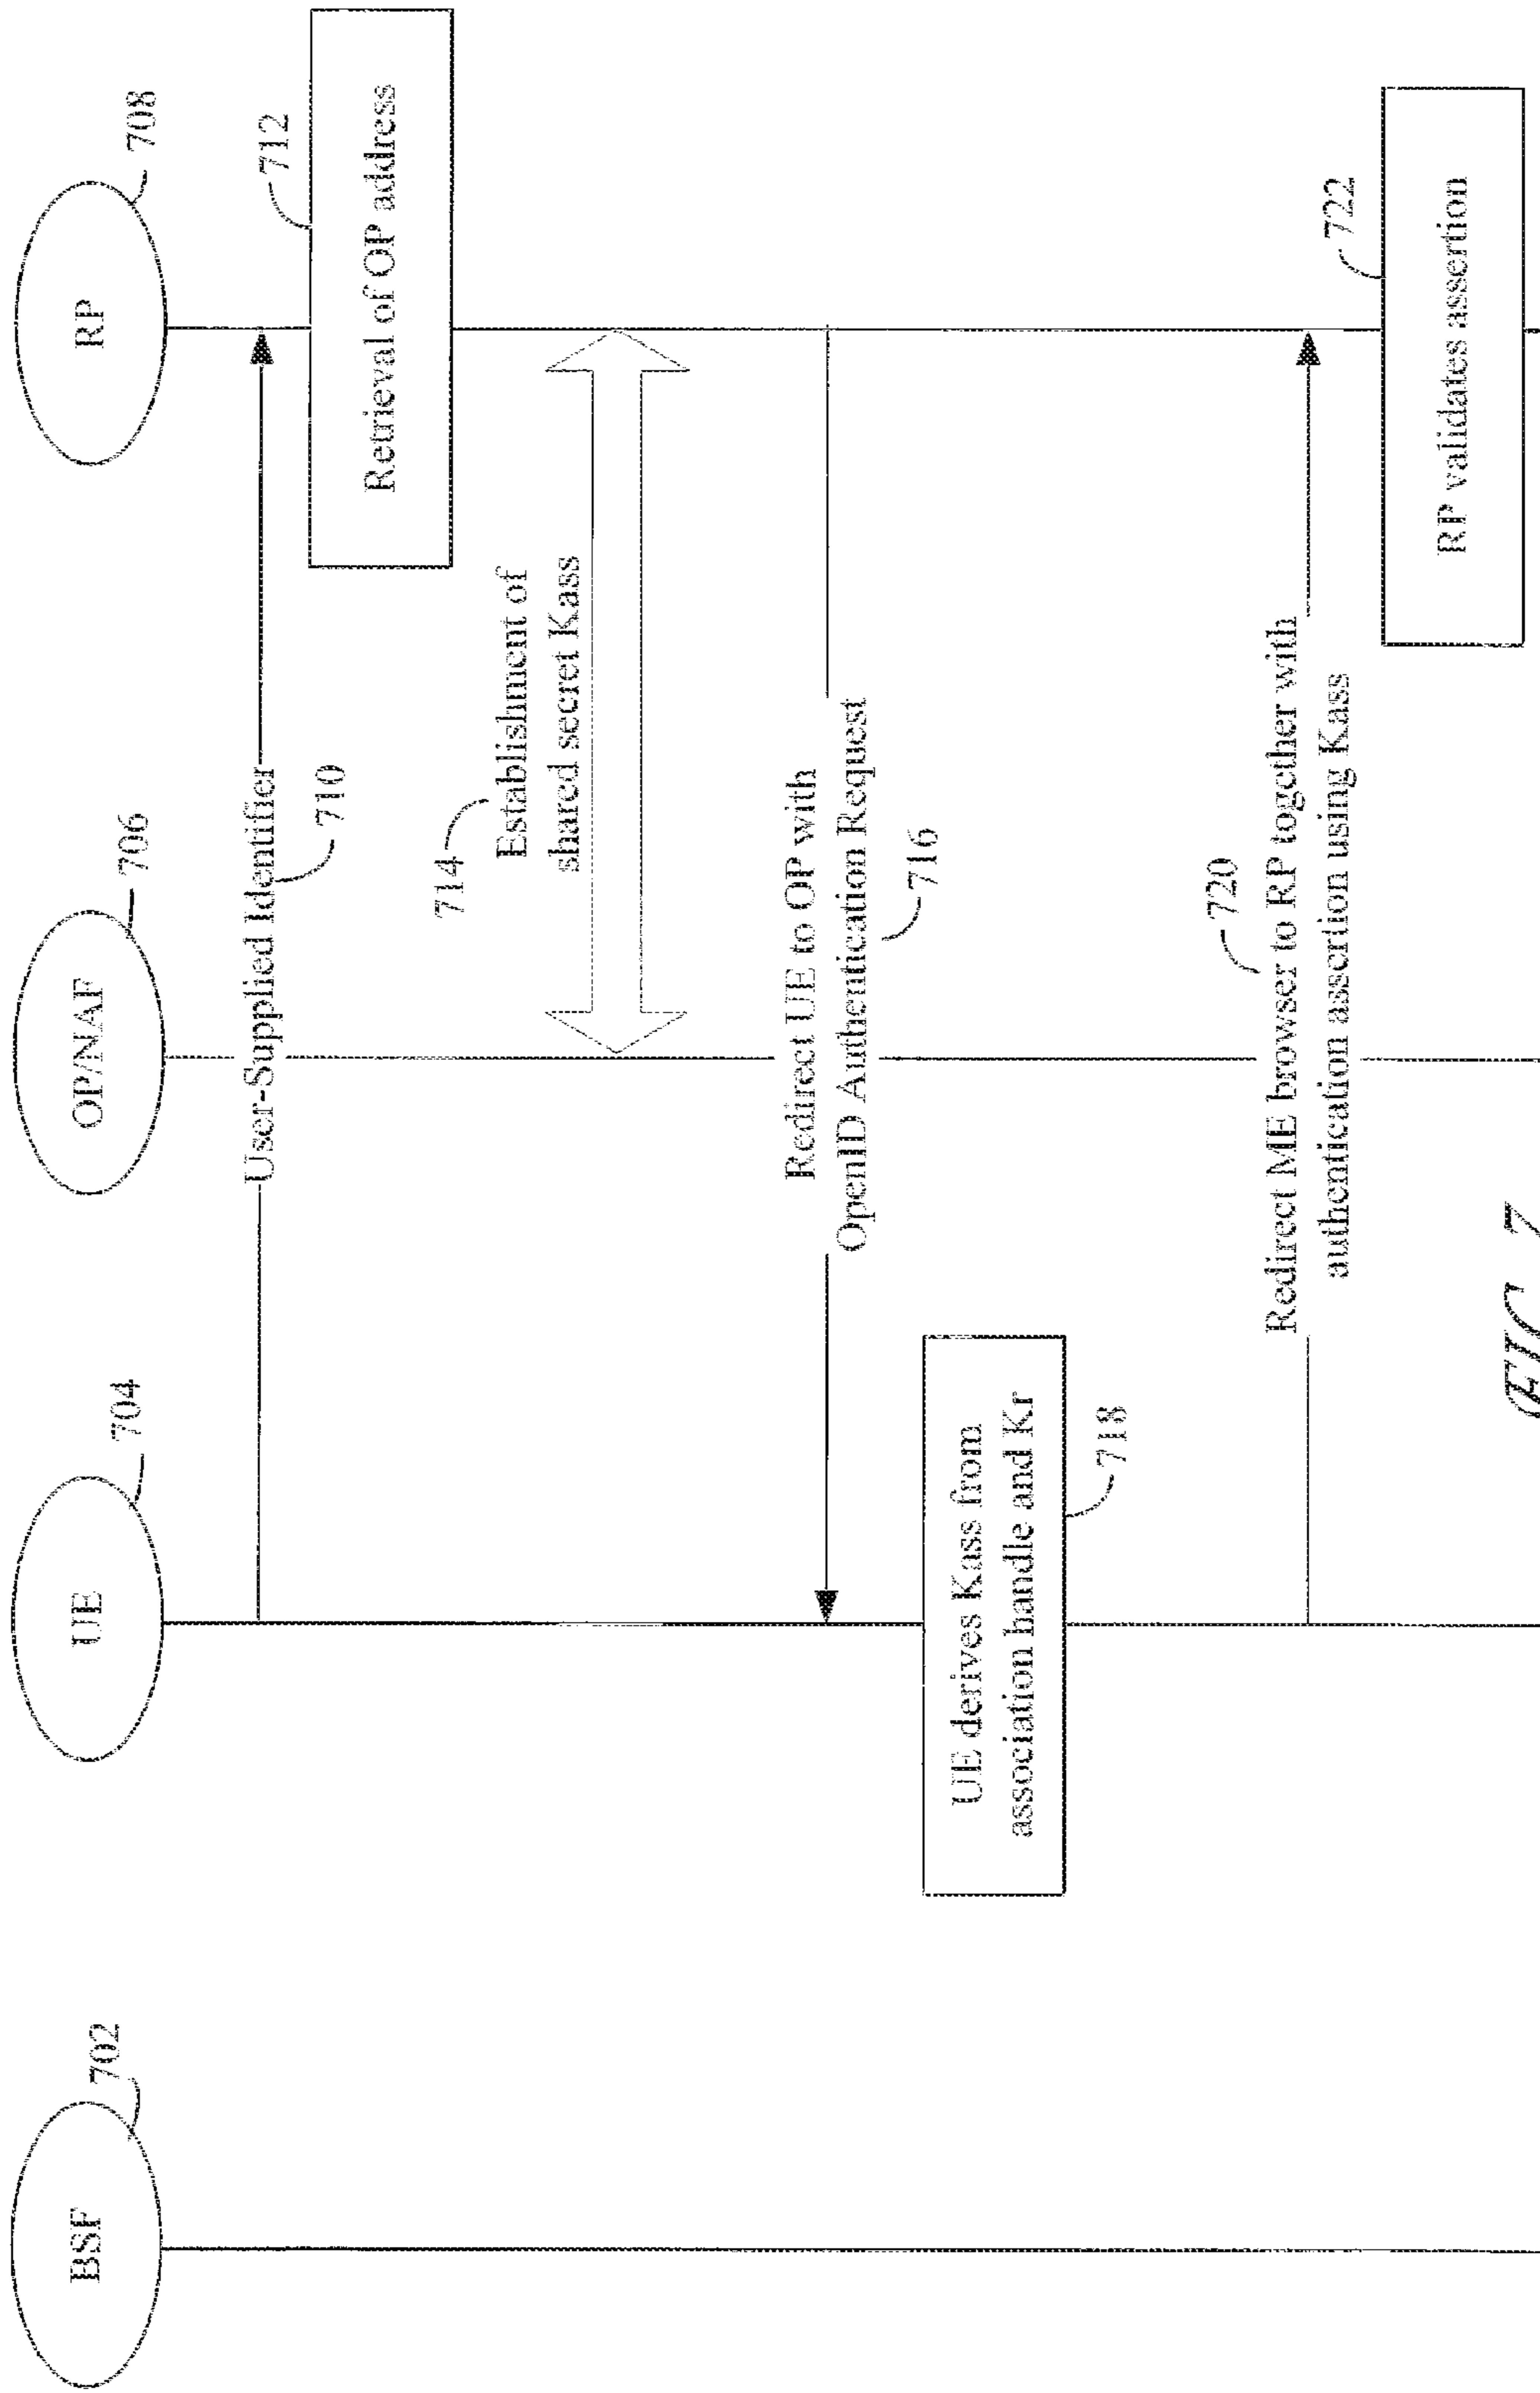 BSF
702
UE
704
OP/NAF
706
RP
708
User-Supplied Identifier
710
712
Retrieval of OP address
714
Establishment of
shared secret Kass
Redirect UE to OP with
OpenID Authentication Request
716
UE derives Kass from
association handle and Kr
718
720
Redirect ME browser to RP together with
authentication assertion using Kass
722
RP validates assertion
FIG. 7